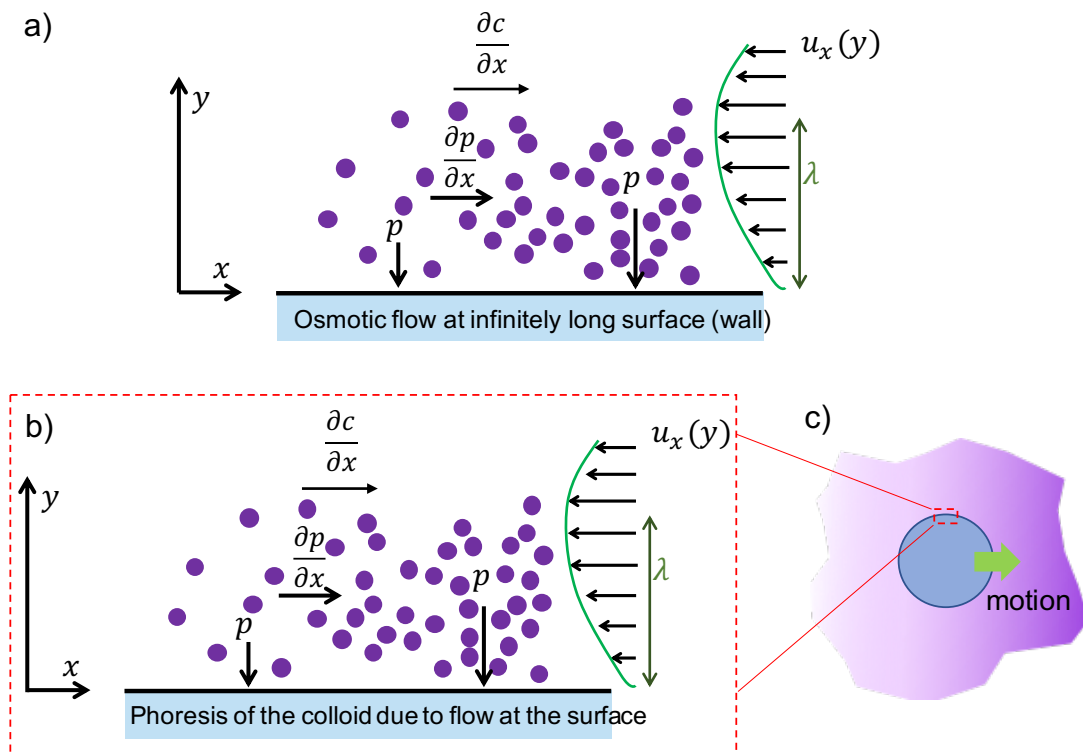 a)
∂c/∂x
u_x(y)
y
∂p/∂x
λ
p
p
x
Osmotic flow at infinitely long surface (wall)
b)
∂c/∂x
u_x(y)
c)
y
∂p/∂x
λ
p
p
motion
x
Phoresis of the colloid due to flow at the surface